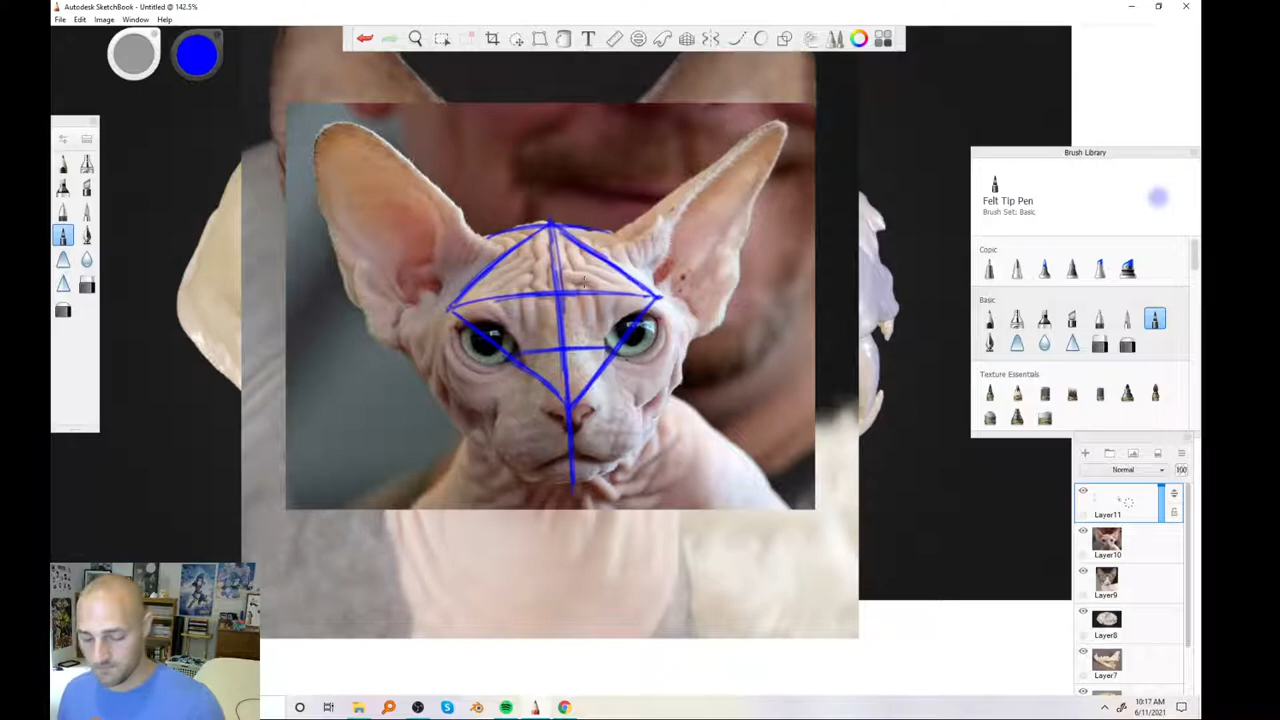 Autodesk SketchBook - Untitled @ 142.5%
File Edit Image Window Help
T
Brush Library
Felt Tip Pen
Brush Set: Basic
Copic
Basic
Texture Essentials
Normal 100
Layer11
Layer10
Layer9
Layer8
Layer7
10:17 AM
6/11/2021